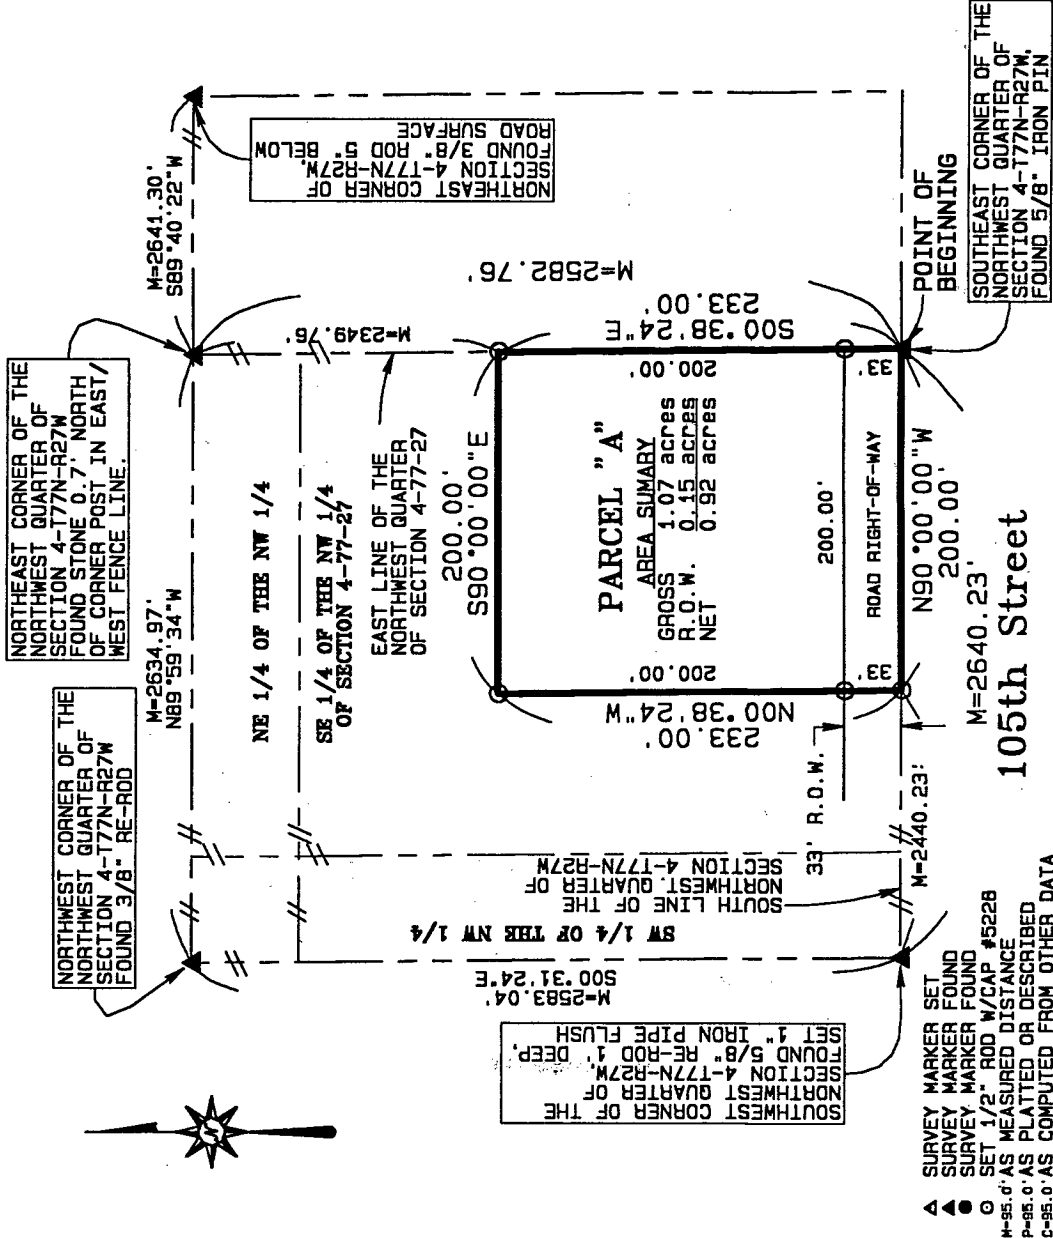 NORTHEAST CORNER OF THE
NORTHWEST QUARTER OF
SECTION 4-T77N-R27W
FOUND STONE 0.7' NORTH
OF CORNER POST IN EAST/
WEST FENCE LINE.
NORTHWEST CORNER OF THE
NORTHWEST QUARTER OF
SECTION 4-T77N-R27W
FOUND 3/8" RE-ROD
M=2634.97'
N89°59'34"W
M=2641.30'
S89°40'22"W
NORTHEAST CORNER OF
SECTION 4-T77N-R27W.
FOUND 3/8" ROD 5" BELOW
ROAD SURFACE
NE 1/4 OF THE NW 1/4
SE 1/4 OF THE NW 1/4
OF SECTION 4-77-27
M=2349.76'
M=2582.76'
EAST LINE OF THE
NORTHWEST QUARTER
OF SECTION 4-77-27
S90°00'00"E
200.00'
S00°38'24"E
233.00'
N00°38'24"W
233.00'
200.00'
200.00'
PARCEL "A"
AREA SUMARY
GROSS 1.07 acres
R.O.W. 0.15 acres
NET 0.92 acres
200.00'
33'
33'
ROAD RIGHT-OF-WAY
33' R.O.W.
N90°00'00"W
200.00'
M=2640.23'
M=2440.23'
105th Street
POINT OF
BEGINNING
SOUTHEAST CORNER OF THE
NORTHWEST QUARTER OF
SECTION 4-T77N-R27W,
FOUND 5/8" IRON PIN
SOUTH LINE OF THE
NORTHWEST QUARTER OF
SECTION 4-T77N-R27W
SW 1/4 OF THE NW 1/4
M=2583.04'
S00°31'24"E
SOUTHWEST CORNER OF THE
NORTHWEST QUARTER OF
SECTION 4-T77N-R27W.
FOUND 5/8" RE-ROD 1' DEEP,
SET 1" IRON PIPE FLUSH
N
SURVEY MARKER SET
SURVEY MARKER FOUND
SURVEY MARKER FOUND
SET 1/2" ROD W/CAP #5226
M=95.0' AS MEASURED DISTANCE
P=95.0' AS PLATTED OR DESCRIBED
C=95.0' AS COMPUTED FROM OTHER DATA